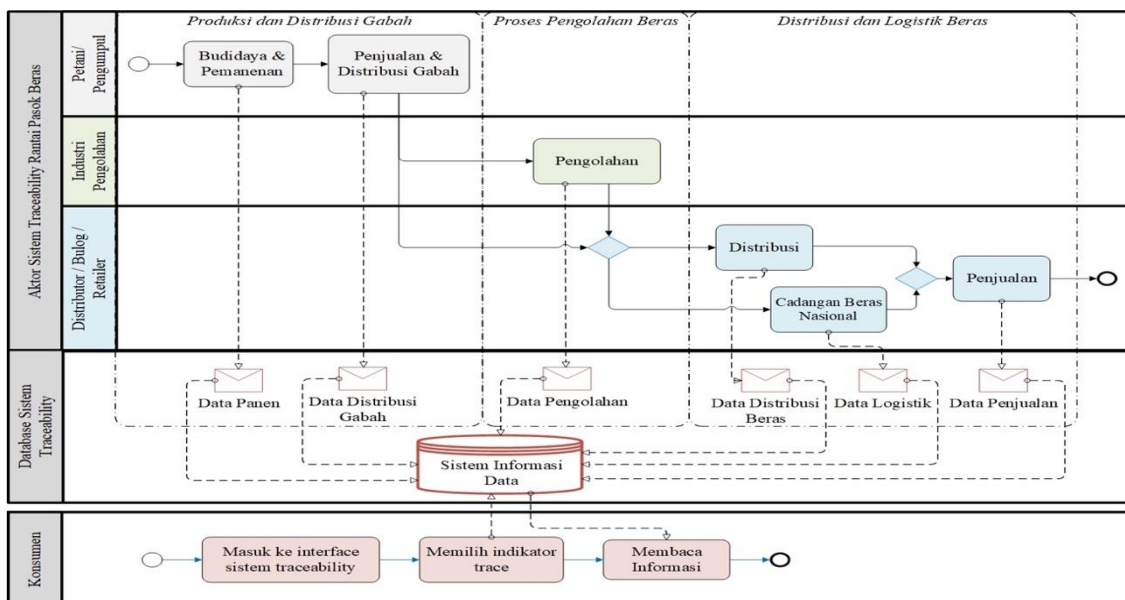 Produksi dan Distribusi Gabah
Proses Pengolahan Beras
Distribusi dan Logistik Beras
Aktor Sistem Traceability Rantai Pasok Beras
Petani/
Pengumpul
Budidaya &
Pemanenan
Penjualan &
Distribusi Gabah
Industri
Pengolahan
Pengolahan
Distributor / Bulog /
Retailer
Distribusi
Cadangan Beras
Nasional
Penjualan
Database Sistem
Traceability
Data Panen
Data Distribusi
Gabah
Data Pengolahan
Data Distribusi
Beras
Data Logistik
Data Penjualan
Sistem Informasi
Data
Konsumen
Masuk ke interface
sistem traceability
Memilih indikator
trace
Membaca
Informasi